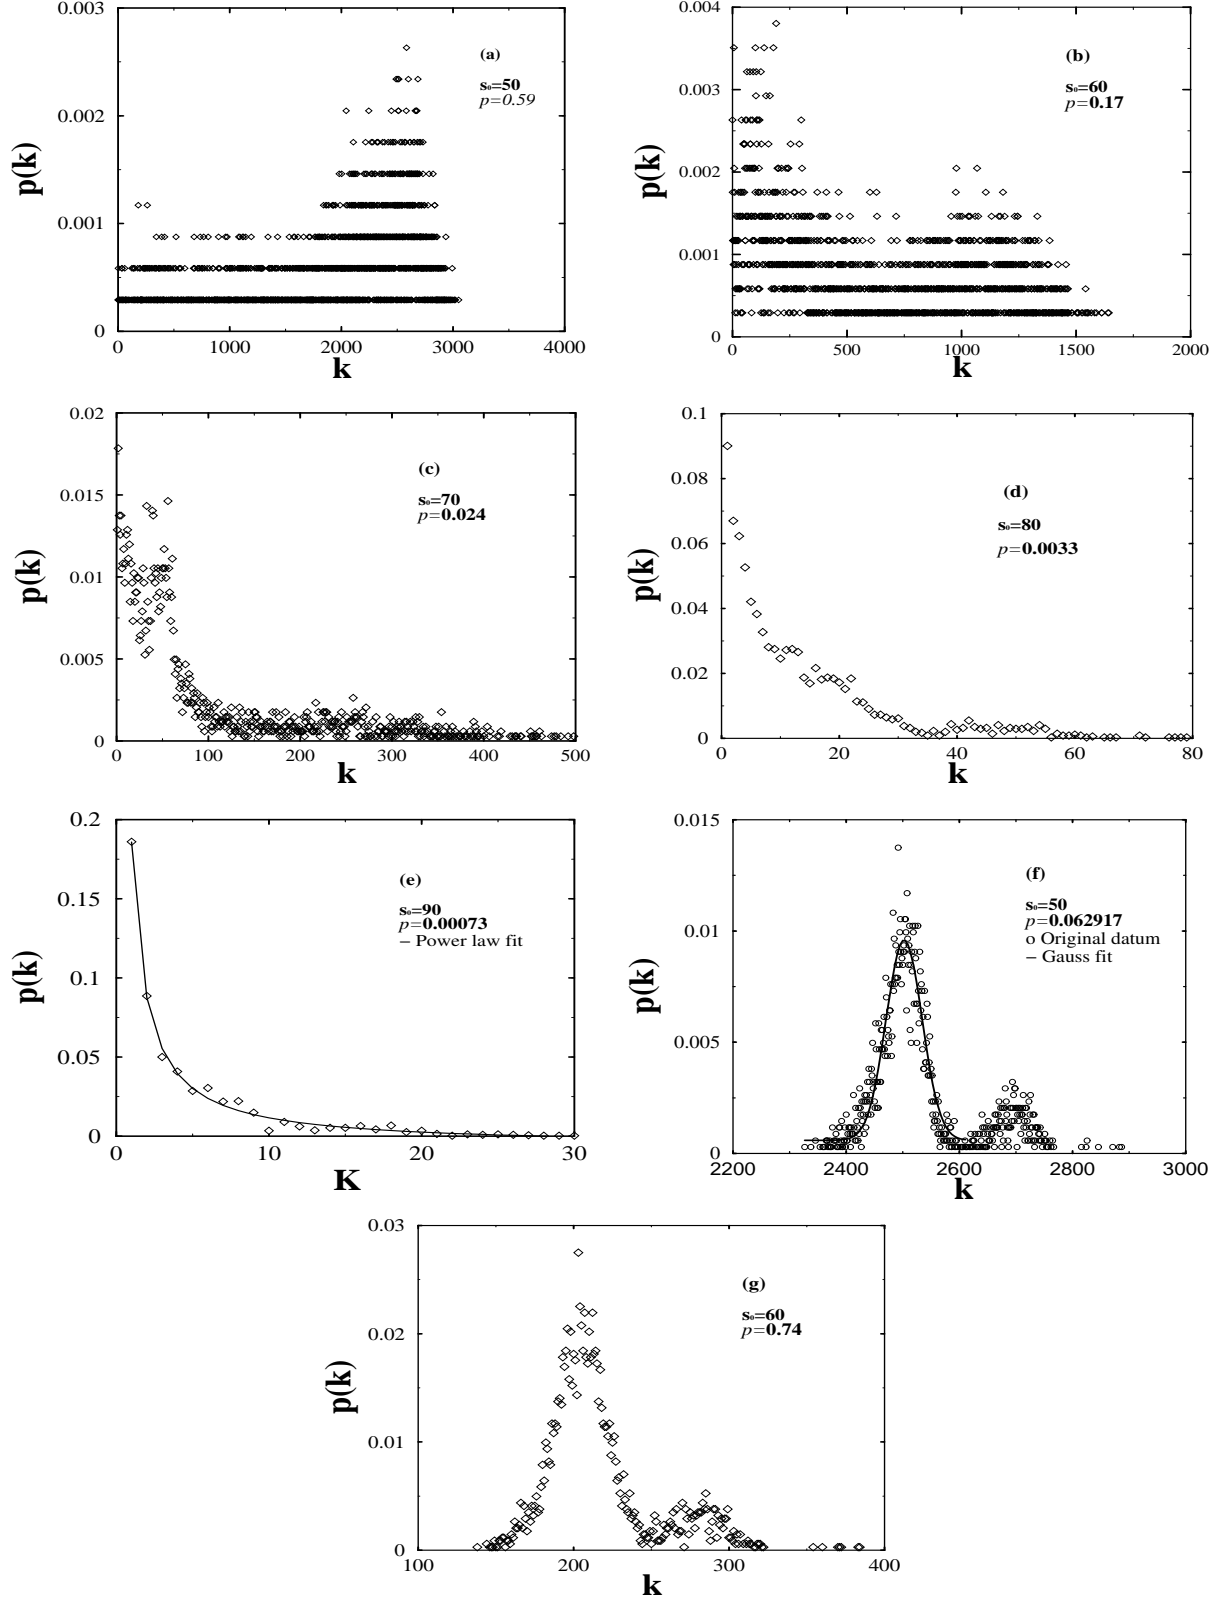 0.003
0.002
0.001
0
p(k)
(a)
s₀=50
p=0.59
0 1000 2000 3000 4000
k
0.004
0.003
0.002
0.001
0
p(k)
(b)
s₀=60
p=0.17
0 500 1000 1500 2000
k
0.02
0.015
0.01
0.005
0
p(k)
(c)
s₀=70
p=0.024
0 100 200 300 400 500
k
0.1
0.08
0.06
0.04
0.02
0
p(k)
(d)
s₀=80
p=0.0033
0 20 40 60 80
k
0.2
0.15
0.1
0.05
0
p(k)
(e)
s₀=90
p=0.00073
– Power law fit
0 10 20 30
K
0.015
0.01
0.005
0
p(k)
(f)
s₀=50
p=0.062917
o Original datum
– Gauss fit
2200 2400 2600 2800 3000
k
0.03
0.02
0.01
0
p(k)
(g)
s₀=60
p=0.74
100 200 300 400
k